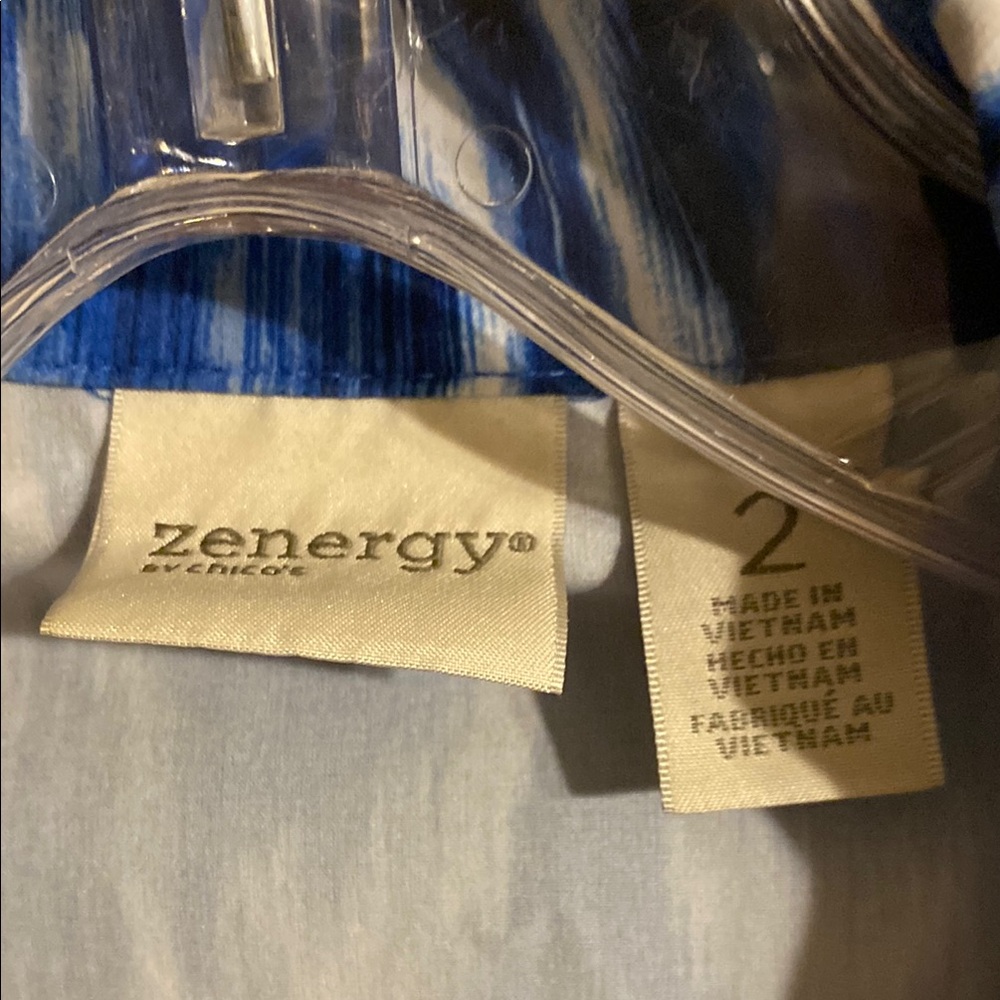 zenergy®
BY CHICO'S
2
MADE IN
VIETNAM
HECHO EN
VIETNAM
FABRIQUÉ AU
VIETNAM